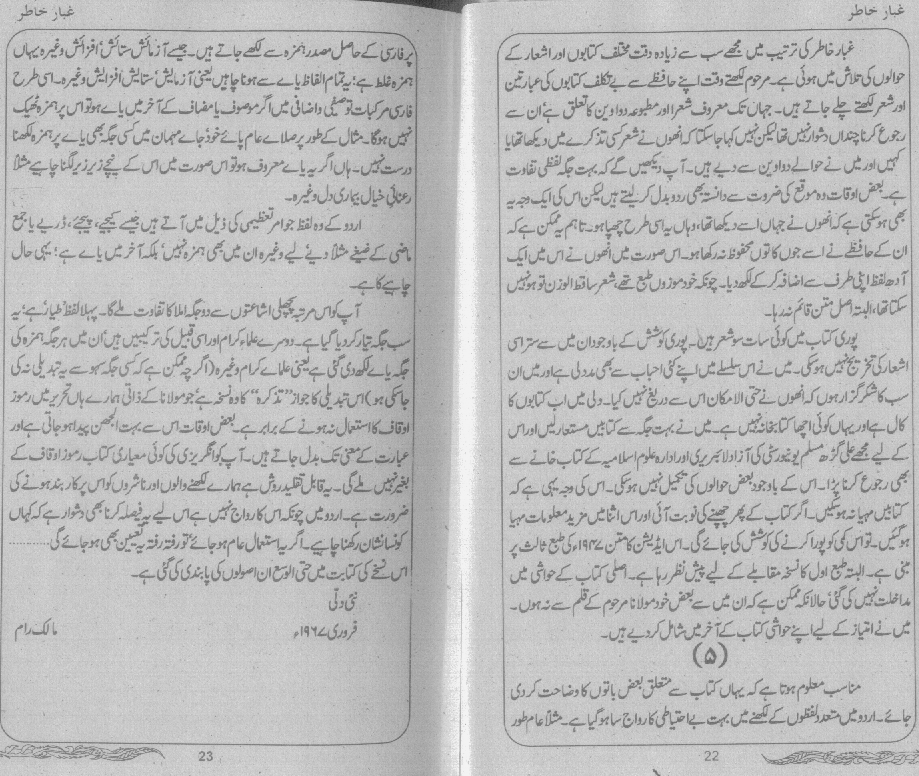 غبار خاطر
غبار خاطر کی ترتیب میں مجھے سب سے زیادہ وقت مختلف کتابوں اور اشعار کے
حوالوں کی تلاش میں ہوئی ہے۔ مرحوم لکھتے وقت اپنے حافظے سے بے تکلف کتابوں کی عبارتیں
اور شعر لکھتے چلے جاتے ہیں۔ جہاں تک معروف شعرا اور مطبوعہ دواوین کا تعلق ہے، ان سے
رجوع کرنا چنداں دشوار نہیں تھا لیکن نہیں کہا جا سکتا کہ انھوں نے شعر کسی تذکرے میں دیکھا تھا یا
کہیں اور میں نے حوالے دواوین سے دیے ہیں۔ آپ دیکھیں گے کہ بہت جگہ لفظی تفاوت
ہے۔ بعض اوقات وہ موقع کی ضرورت سے دانستہ بھی ردو بدل کر لیتے ہیں لیکن اس کی ایک وجہ یہ
بھی ہو سکتی ہے کہ انھوں نے جہاں اسے دیکھا تھا، وہاں یہ اسی طرح چھپا ہو۔ تاہم یہ ممکن ہے کہ
ان کے حافظے نے اسے جوں کا توں محفوظ نہ رکھا ہو۔ اس صورت میں انھوں نے اس میں ایک
آدھ لفظ اپنی طرف سے اضافہ کر کے لکھ دیا۔ چونکہ خود موزوں طبع تھے، شعر ساقط الوزن تو ہو نہیں
سکتا تھا، البتہ اصل متن قائم نہ رہا۔
پوری کتاب میں کوئی سات سو شعر ہیں۔ پوری کوشش کے باوجود ان میں سے ستر اسی
اشعار کی تخریج نہیں ہو سکی۔ میں نے اس سلسلے میں اپنے کئی احباب سے بھی مدد لی ہے اور میں ان
سب کا شکر گزار ہوں کہ انھوں نے حتی الامکان اس سے دریغ نہیں کیا۔ دلی میں اب کتابوں کا
کال ہے اور یہاں کوئی اچھا کتابخانہ نہیں ہے۔ میں نے بہت جگہ سے کتابیں مستعار لیں اور اس
کے لیے مجھے علی گڑھ مسلم یونیورسٹی کی آزاد لائبریری اور ادارہ علوم اسلامیہ کے کتاب خانے سے
بھی رجوع کرنا پڑا۔ اس کے باوجود بعض حوالوں کی تکمیل نہیں ہو سکی۔ اس کی وجہ یہی ہے کہ
کتابیں مہیا نہ ہو سکیں۔ اگر کتاب کے پھر چھپنے کی نوبت آئی اور اس اثنا میں مزید معلومات مہیا
ہو گئیں۔ تو اس کمی کو پورا کرنے کی کوشش کی جائے گی۔ اس ایڈیشن کا متن ۱۹۴۷ء کی طبع ثالث پر
مبنی ہے۔ البتہ طبع اول کا نسخہ مقابلے کے لیے پیش نظر رہا ہے۔ اصلی کتاب کے حواشی میں
مداخلت نہیں کی گئی، حالانکہ ممکن ہے کہ ان میں سے بعض خود مولانا مرحوم کے قلم سے نہ ہوں۔
میں نے امتیاز کے لیے اپنے حواشی کتاب کے آخر میں شامل کر دیے ہیں۔
(۵)
مناسب معلوم ہوتا ہے کہ یہاں کتاب سے متعلق بعض باتوں کا وضاحت کر دی
جائے۔ اردو میں متعدد لفظوں کے لکھنے میں بہت بے احتیاطی کا رواج سا ہو گیا ہے۔ مثلاً عام طور
22
غبار خاطر
پر فارسی کے حاصل مصدر ہمزہ سے لکھے جاتے ہیں۔ جیسے آزمائش ستائش، افزائش وغیرہ یہاں
ہمزہ غلط ہے؛ یہ تمام الفاظ یاے سے ہونا چاہیں یعنی آزمایش، ستایش، افزایش وغیرہ۔ اسی طرح
فارسی مرکبات توصیفی و اضافی میں اگر موصوف یا مضاف کے آخر میں یاے ہو تو اس پر ہمزہ ٹھیک
نہیں ہو گا۔ مثال کے طور پر صلاے عام پائے خود، جاے مہمان میں کسی جگہ بھی یاے پر ہمزہ لکھنا
درست نہیں۔ ہاں اگر یہ یاے معروف ہو تو اس صورت میں اس کے نیچے زیر لگنا چاہیے مثلاً
رعنائیِ خیال بیماری دل وغیرہ۔
اردو کے وہ لفظ جو امر تعظیمی کی ذیل میں آتے ہیں جیسے کیجیے، پیجیے، ڈریے یا جمع
ماضی کے صیغے مثلاً دیے، لیے وغیرہ ان میں بھی ہمزہ نہیں، بلکہ آخر میں یاے ہے؛ یہی حال
چاہیے کا ہے۔
آپ کو اس مرتبہ پچھلی اشاعتوں سے دو جگہ املا کا تفاوت ملے گا۔ پہلا لفظ 'طیار' ہے؛ یہ
سب جگہ تیار کر دیا گیا ہے۔ دوسرے علماءِ کرام اور اسی قبیل کی ترکیبیں ہیں، ان میں ہر جگہ ہمزہ کی
جگہ یاے لکھ دی گئی ہے یعنی علماے کرام وغیرہ (اگرچہ ممکن ہے کہ کسی جگہ سہو سے یہ تبدیلی نہ کی
جا سکی ہو) اس تبدیلی کا جواز "تذکرہ" کا وہ نسخہ ہے، جو مولانا کے ذاتی ہمارے ہاں تحریر میں رموز
اوقاف کا استعمال نہ ہونے کے برابر ہے۔ بعض اوقات اس سے بہت الجھن پیدا ہو جاتی ہے اور
عبارت کے معنی تک بدل جاتے ہیں۔ آپ کو انگریزی کی کوئی معیاری کتاب رموز اوقاف کے
بغیر نہیں ملے گی۔ یہ قابل تقلید روش ہے ہمارے لکھنے والوں اور ناشروں کو اس پر کاربند ہونے کی
ضرورت ہے۔ اردو میں چونکہ اس کا رواج نہیں ہے اس لیے یہ فیصلہ کرنا بھی دشوار ہے کہ کہاں
کونسا نشان رکھنا چاہیے۔ اگر یہ استعمال عام ہو جائے، تو رفتہ رفتہ یہ تعیین بھی ہو جائے گی............
اس نسخے کی کتابت میں حتی الوسع ان اصولوں کی پابندی کی گئی ہے۔
نئی دلّی
فروری ۱۹۶۷ء مالک رام
23